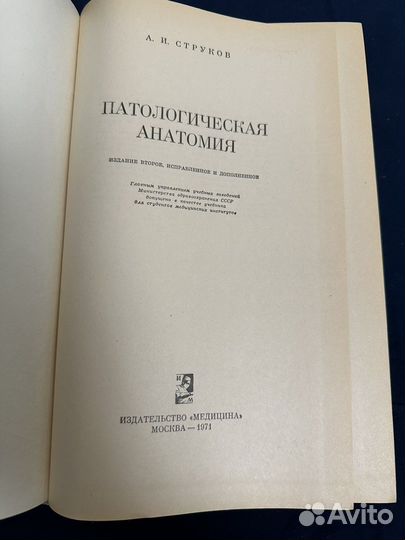 А. И. СТРУКОВ
ПАТОЛОГИЧЕСКАЯ
АНАТОМИЯ
ИЗДАНИЕ ВТОРОЕ, ИСПРАВЛЕННОЕ И ДОПОЛНЕННОЕ
Главным управлением учебных заведений
Министерства здравоохранения СССР
допущено в качестве учебника
для студентов медицинских институтов
И
М
ИЗДАТЕЛЬСТВО «МЕДИЦИНА»
МОСКВА — 1971
Avito